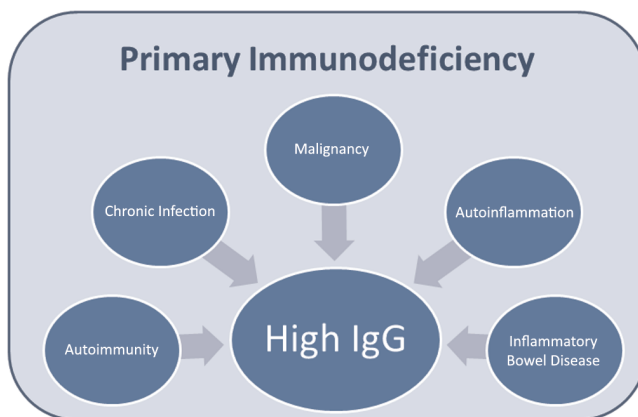 Primary Immunodeficiency
Malignancy
Chronic Infection
Autoinflammation
High IgG
Autoimmunity
Inflammatory
Bowel Disease